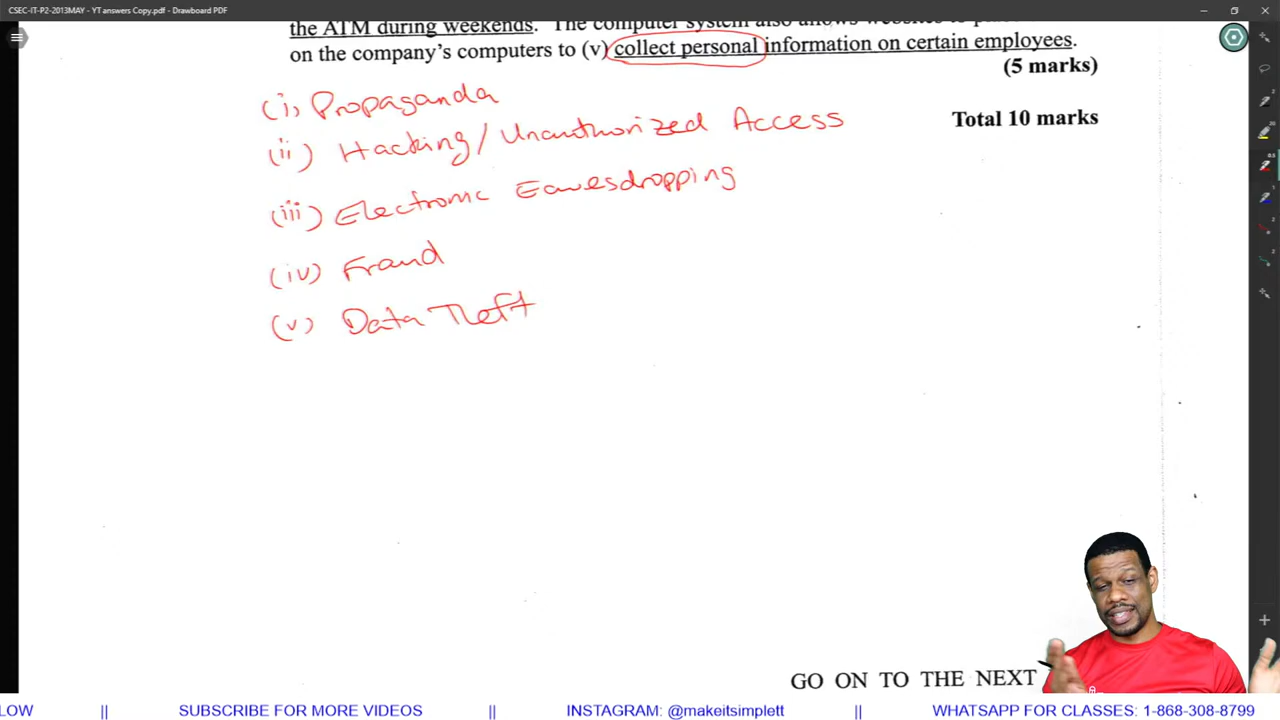 CSEC-IT-P2-2013MAY - YT answers Copy.pdf - Drawboard PDF
the ATM during weekends. The computer system also allows websites to
on the company's computers to (v) collect personal information on certain employees.
(5 marks)
Total 10 marks
(i) Propaganda
(ii) Hacking/Unauthorized Access
(iii) Electronic Eavesdropping
(iv) Fraud
(v) Data Theft
GO ON TO THE NEXT
LOW || SUBSCRIBE FOR MORE VIDEOS || INSTAGRAM: @makeitsimplett || WHATSAPP FOR CLASSES: 1-868-308-8799